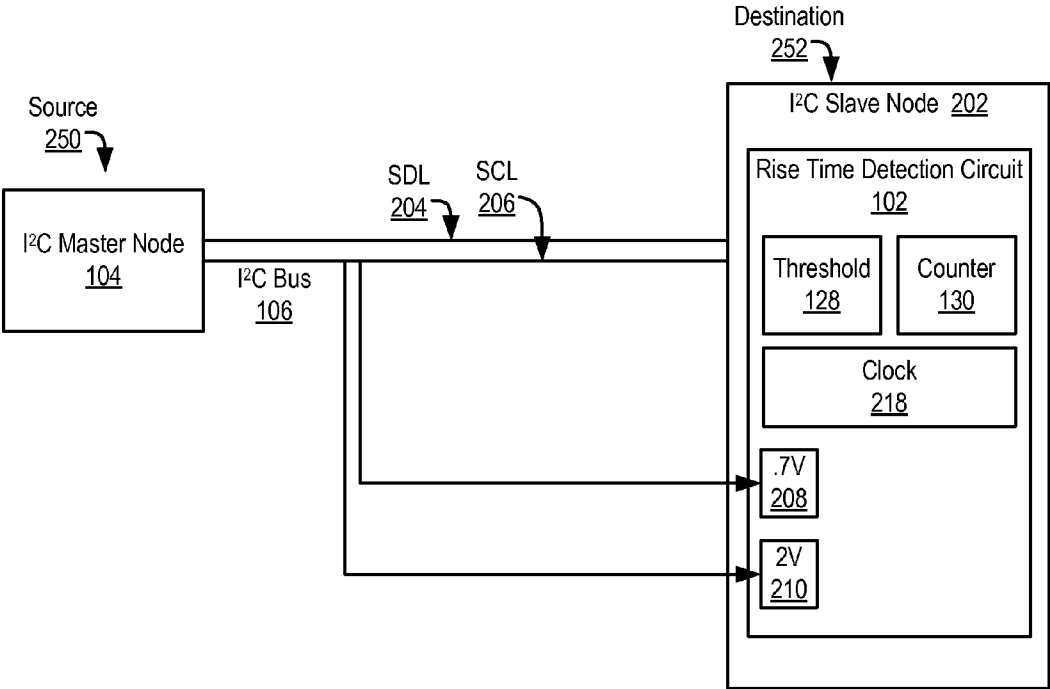 Destination
252
I²C Slave Node 202
Source
250
Rise Time Detection Circuit
102
SDL
204
SCL
206
I²C Master Node
104
I²C Bus
106
Threshold
128
Counter
130
Clock
218
.7V
208
2V
210